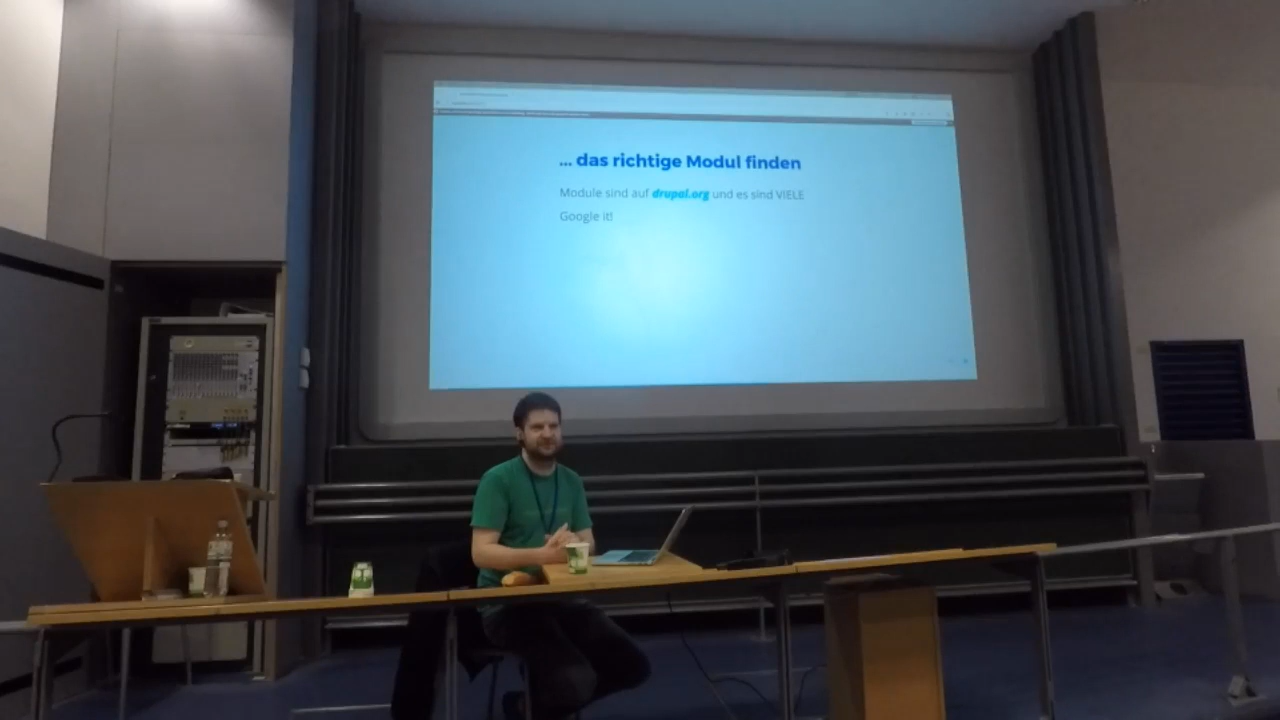 ... das richtige Modul finden
Module sind auf drupal.org und es sind VIELE
Google it!